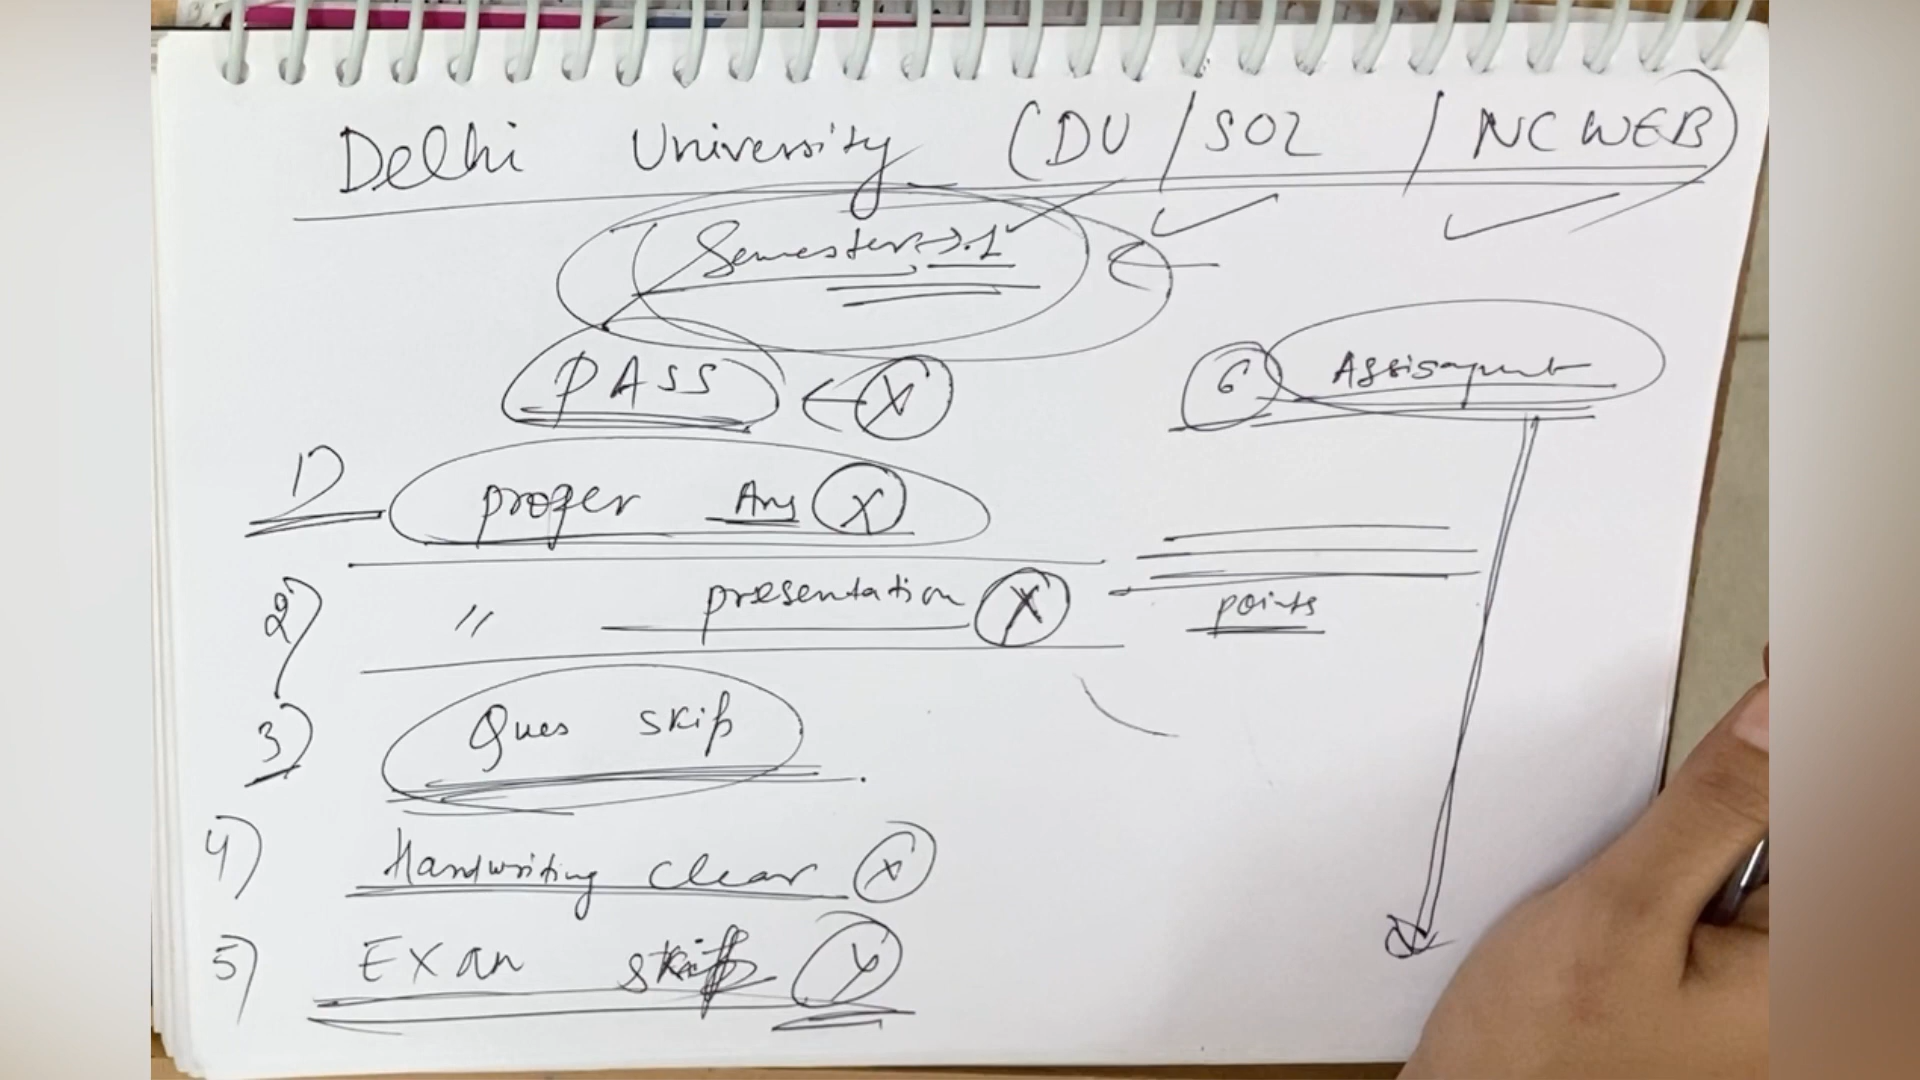 Delhi University (DU / SOL / NCWEB)
Semester → 1
PASS ← X
6 Assisgment
1) proper Ans X
2) " presentation X
points
3) Ques skip
4) Handwriting clear X
5) Exam skip X